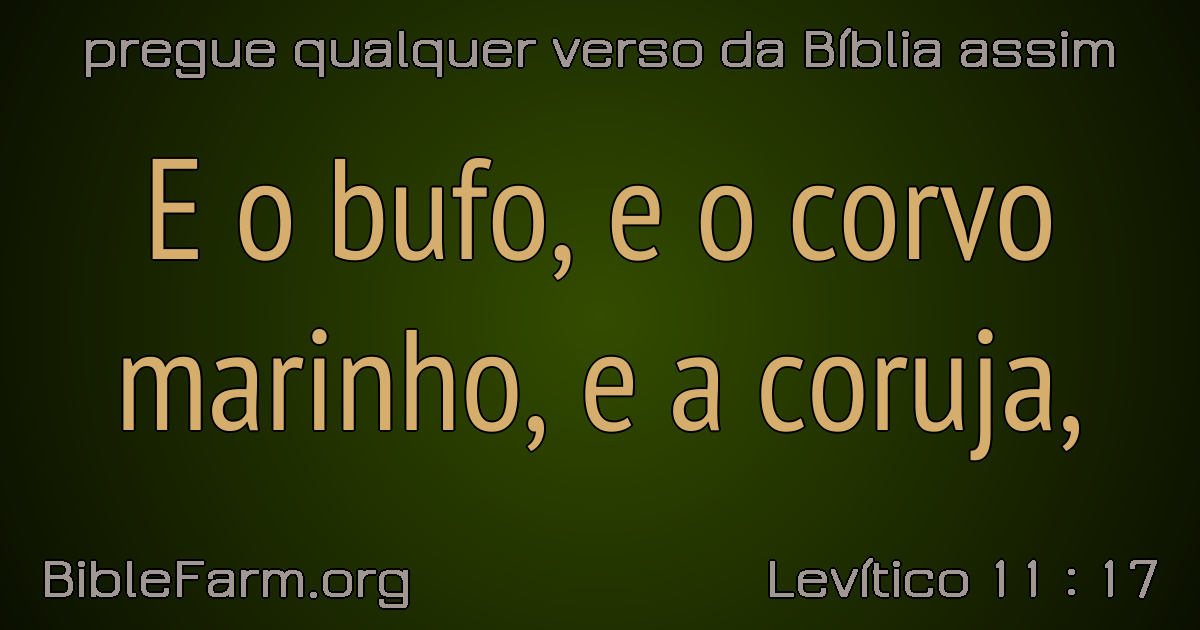 pregue qualquer verso da Bíblia assim
E o bufo, e o corvo
marinho, e a coruja,
BibleFarm.org
Levítico 11 : 17